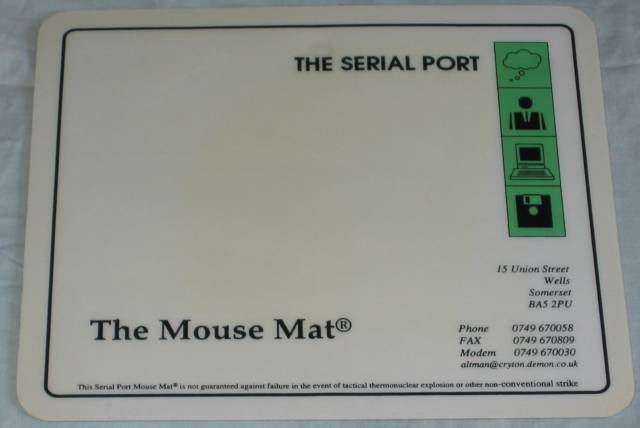 THE SERIAL PORT
15 Union Street
Wells
Somerset
BA5 2PU
The Mouse Mat®
Phone 0749 670058
FAX 0749 670809
Modem 0749 670030
altman@cryton.demon.co.uk
This Serial Port Mouse Mat® is not guaranteed against failure in the event of tactical thermonuclear explosion or other non-conventional strike